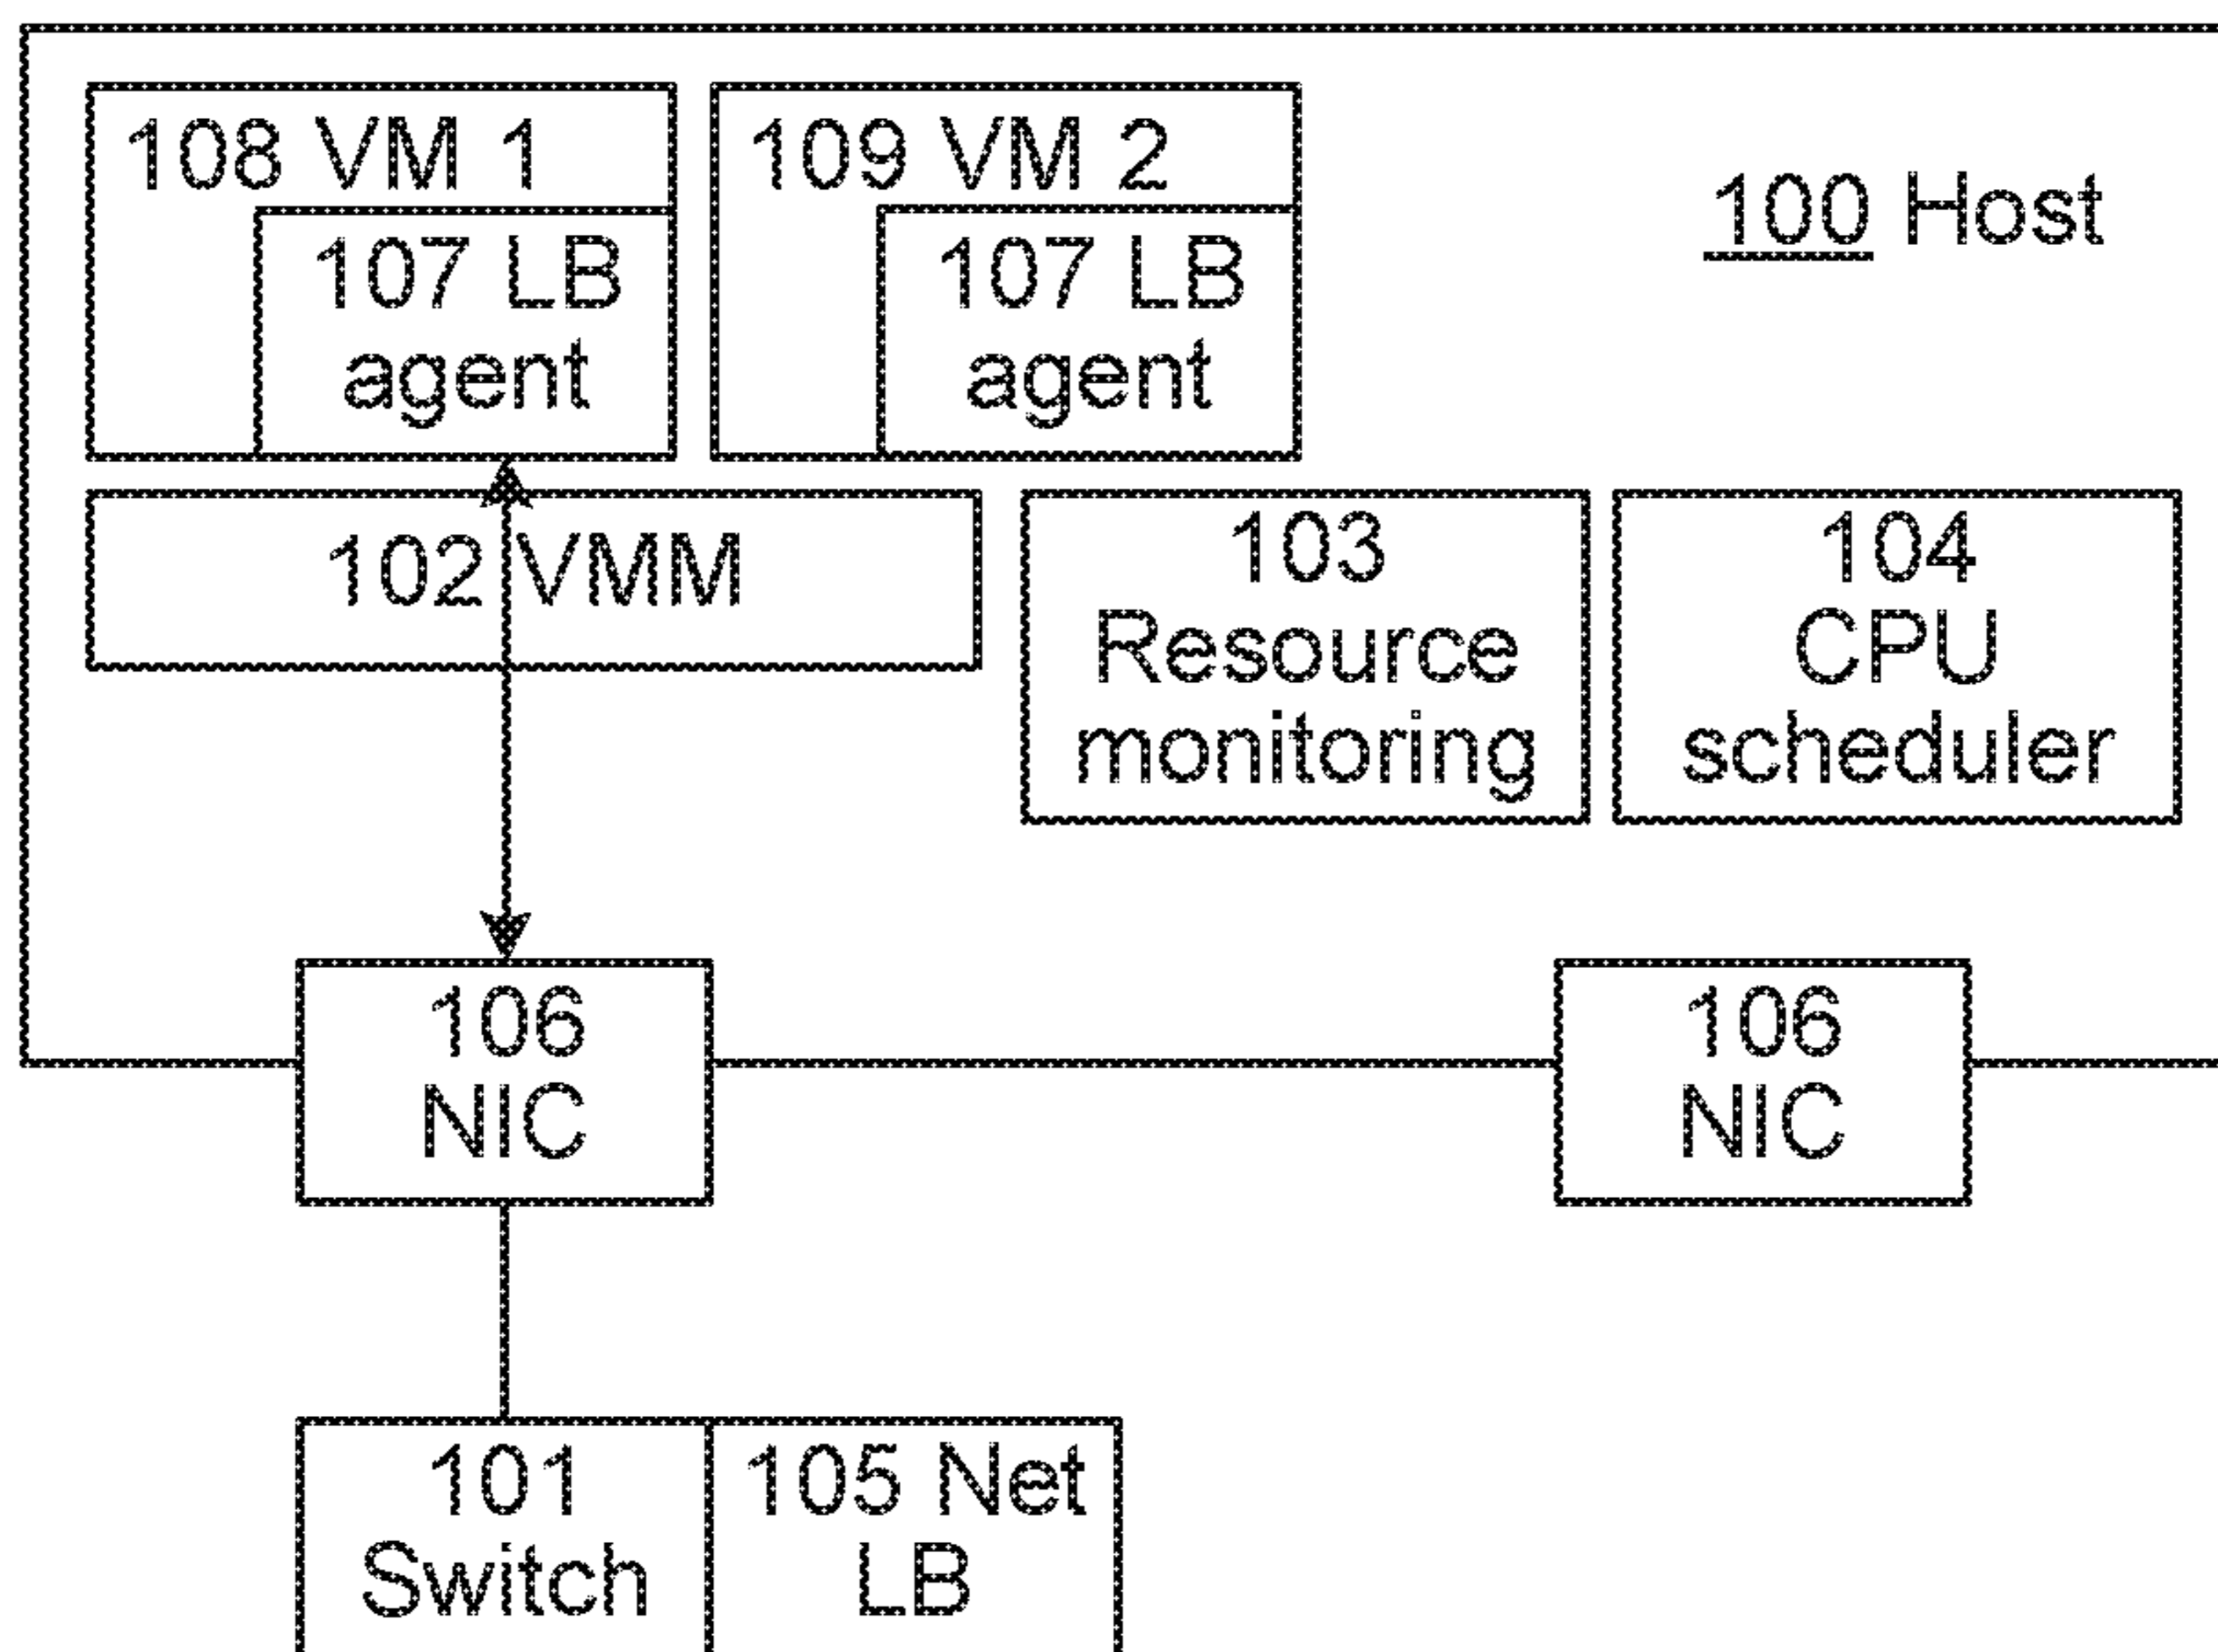 108 VM 1
107 LB
agent
109 VM 2
107 LB
agent
100 Host
102 VMM
103
Resource
monitoring
104
CPU
scheduler
106
NIC
106
NIC
101
Switch
105 Net
LB